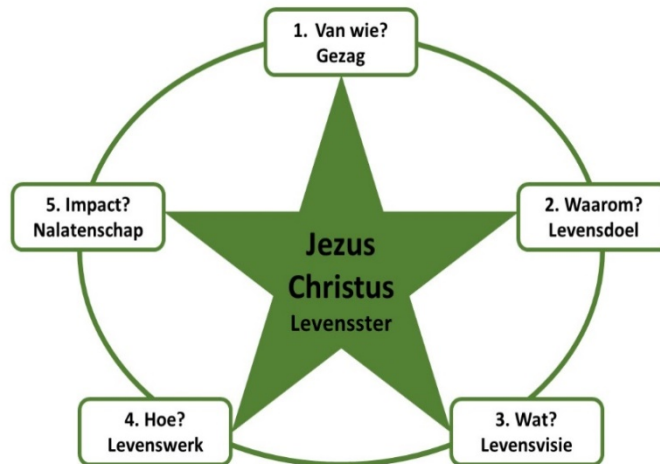 1. Van wie?
Gezag
2. Waarom?
Levensdoel
3. Wat?
Levensvisie
4. Hoe?
Levenswerk
5. Impact?
Nalatenschap
Jezus
Christus
Levensster